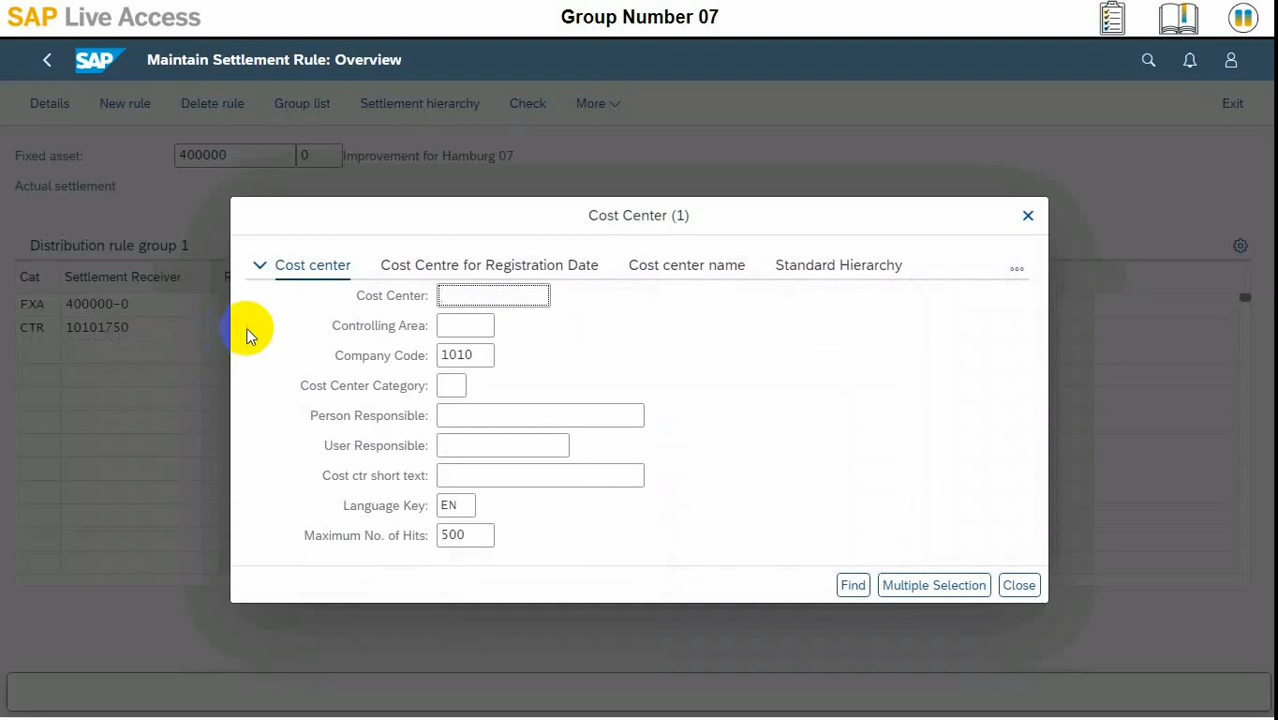 SAP Live Access
Group Number 07
SAP
Maintain Settlement Rule: Overview
Details New rule Delete rule Group list Settlement hierarchy Check More Exit
Fixed asset: 400000 0 Improvement for Hamburg 07
Actual settlement
Distribution rule group 1
Cat Settlement Receiver
FXA 400000-0
CTR 10101750
Cost Center (1)
Cost center Cost Centre for Registration Date Cost center name Standard Hierarchy
Cost Center:
Controlling Area:
Company Code: 1010
Cost Center Category:
Person Responsible:
User Responsible:
Cost ctr short text:
Language Key: EN
Maximum No. of Hits: 500
Find Multiple Selection Close